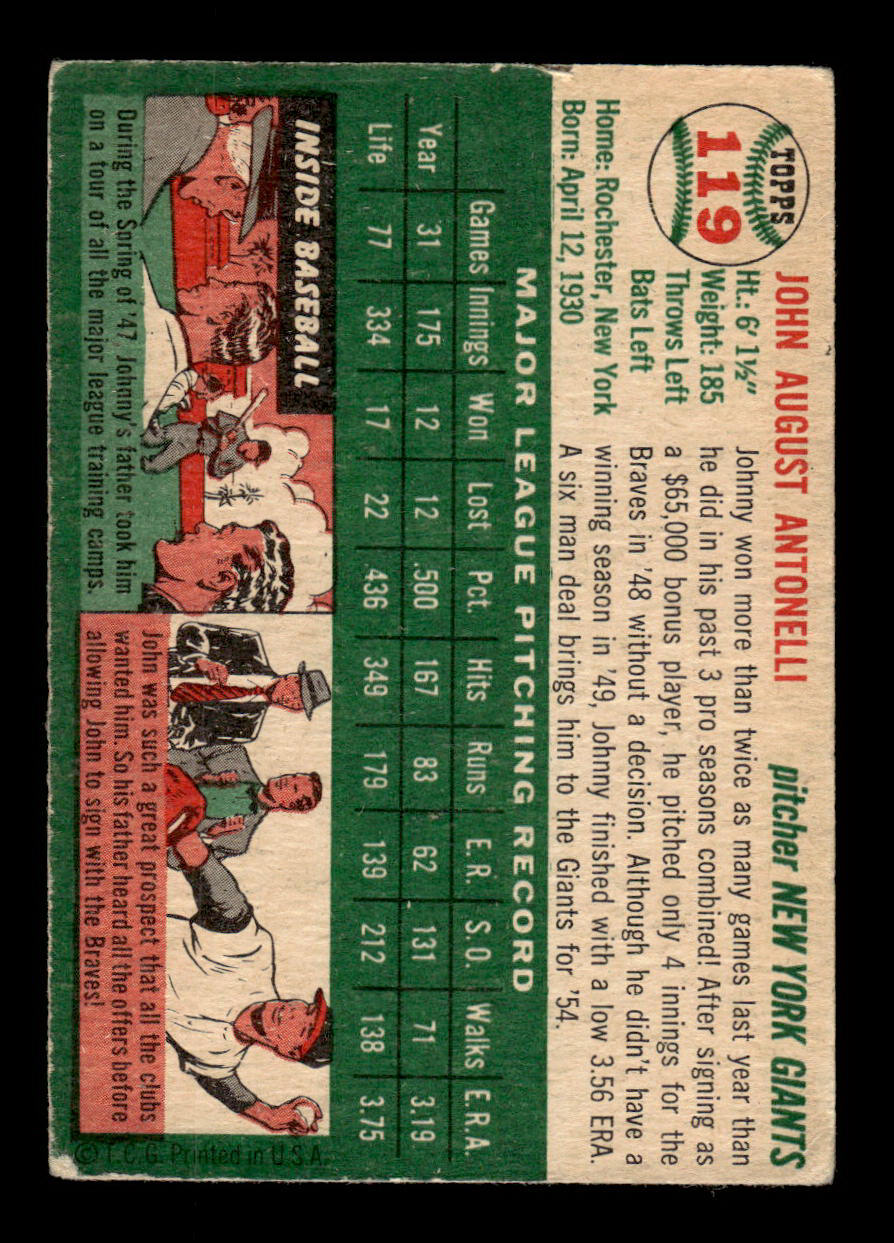 TOPPS
119
JOHN AUGUST ANTONELLI pitcher NEW YORK GIANTS
Ht.: 6' 1½"
Weight: 185
Throws Left
Bats Left
Home: Rochester, New York
Born: April 12, 1930
Johnny won more than twice as many games last year than
he did in his past 3 pro seasons combined! After signing as
a $65,000 bonus player, he pitched only 4 innings for the
Braves in '48 without a decision. Although he didn't have a
winning season in '49, Johnny finished with a low 3.56 ERA.
A six man deal brings him to the Giants for '54.
MAJOR LEAGUE PITCHING RECORD
Games Innings Won Lost Pct. Hits Runs E.R. S.O. Walks E.R.A.
Year 31 175 12 12 .500 167 83 62 131 71 3.19
Life 77 334 17 22 .436 349 179 139 212 138 3.75
INSIDE BASEBALL
During the Spring of '47, Johnny's father took him
on a tour of all the major league training camps.
John was such a great prospect that all the clubs
wanted him. So his father heard all the offers before
allowing John to sign with the Braves!
© T.C.G. Printed in U.S.A.